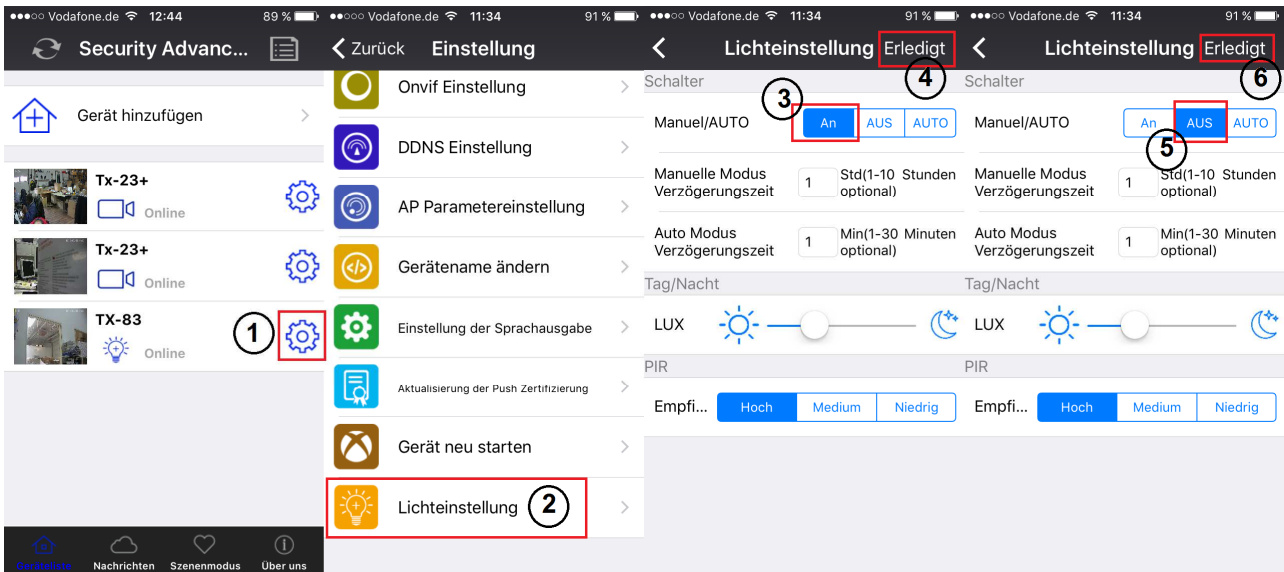 Vodafone.de 12:44 89 %
Security Advanc...
Gerät hinzufügen
Tx-23+
Online
Tx-23+
Online
TX-83
Online
1
Geräteliste
Nachrichten
Szenenmodus
Über uns
Vodafone.de 11:34 91 %
Zurück Einstellung
Onvif Einstellung
DDNS Einstellung
AP Parametereinstellung
Gerätename ändern
Einstellung der Sprachausgabe
Aktualisierung der Push Zertifizierung
Gerät neu starten
Lichteinstellung 2
Vodafone.de 11:34 91 %
Lichteinstellung Erledigt
4
Schalter
3
Manuel/AUTO An AUS AUTO
Manuelle Modus
Verzögerungszeit
1
Std(1-10 Stunden
optional)
Auto Modus
Verzögerungszeit
1
Min(1-30 Minuten
optional)
Tag/Nacht
LUX
PIR
Empfi... Hoch Medium Niedrig
Vodafone.de 11:34 91 %
Lichteinstellung Erledigt
6
Schalter
Manuel/AUTO An AUS AUTO
5
Manuelle Modus
Verzögerungszeit
1
Std(1-10 Stunden
optional)
Auto Modus
Verzögerungszeit
1
Min(1-30 Minuten
optional)
Tag/Nacht
LUX
PIR
Empfi... Hoch Medium Niedrig